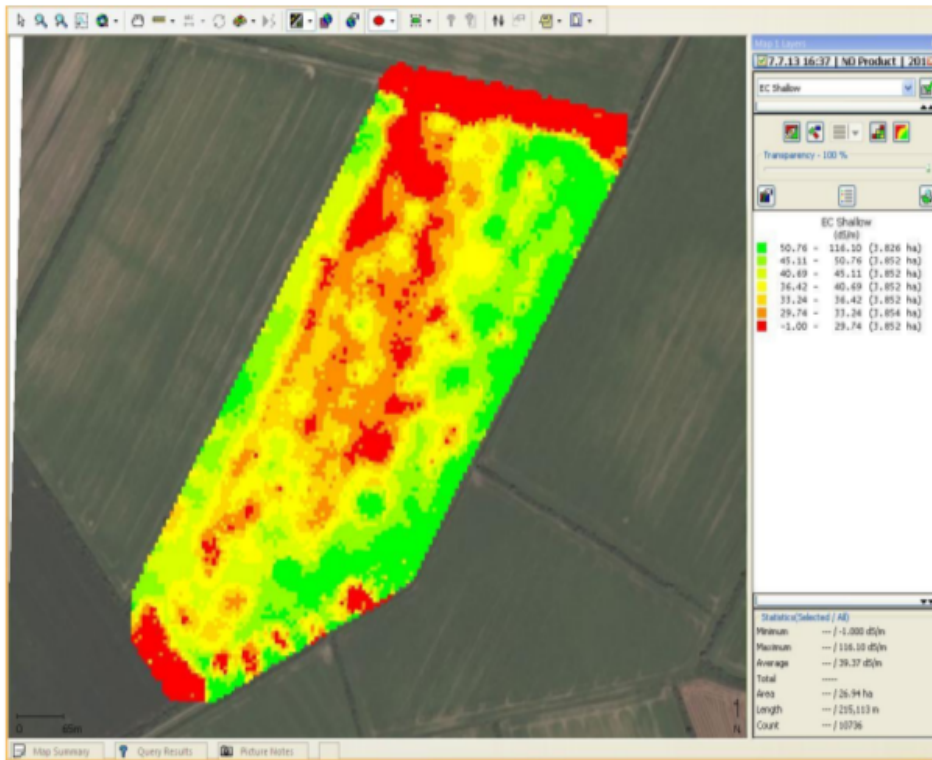 Map 1 Layers
7.7.13 16:37 | NO Product | 201
EC Shallow
Transparency - 100 %
EC Shallow
(dS/m)
50.76 - 116.10 (3.826 ha)
45.11 - 50.76 (3.852 ha)
40.69 - 45.11 (3.852 ha)
36.42 - 40.69 (3.852 ha)
33.24 - 36.42 (3.852 ha)
29.74 - 33.24 (3.854 ha)
-1.00 - 29.74 (3.852 ha)
Statistics(Selected / All)
Minimum --- / -1.000 dS/m
Maximum --- / 116.10 dS/m
Average --- / 39.37 dS/m
Total -----
Area --- / 26.94 ha
Length --- / 215,113 m
Count --- / 10736
0 65m
N
Map Summary Query Results Picture Notes